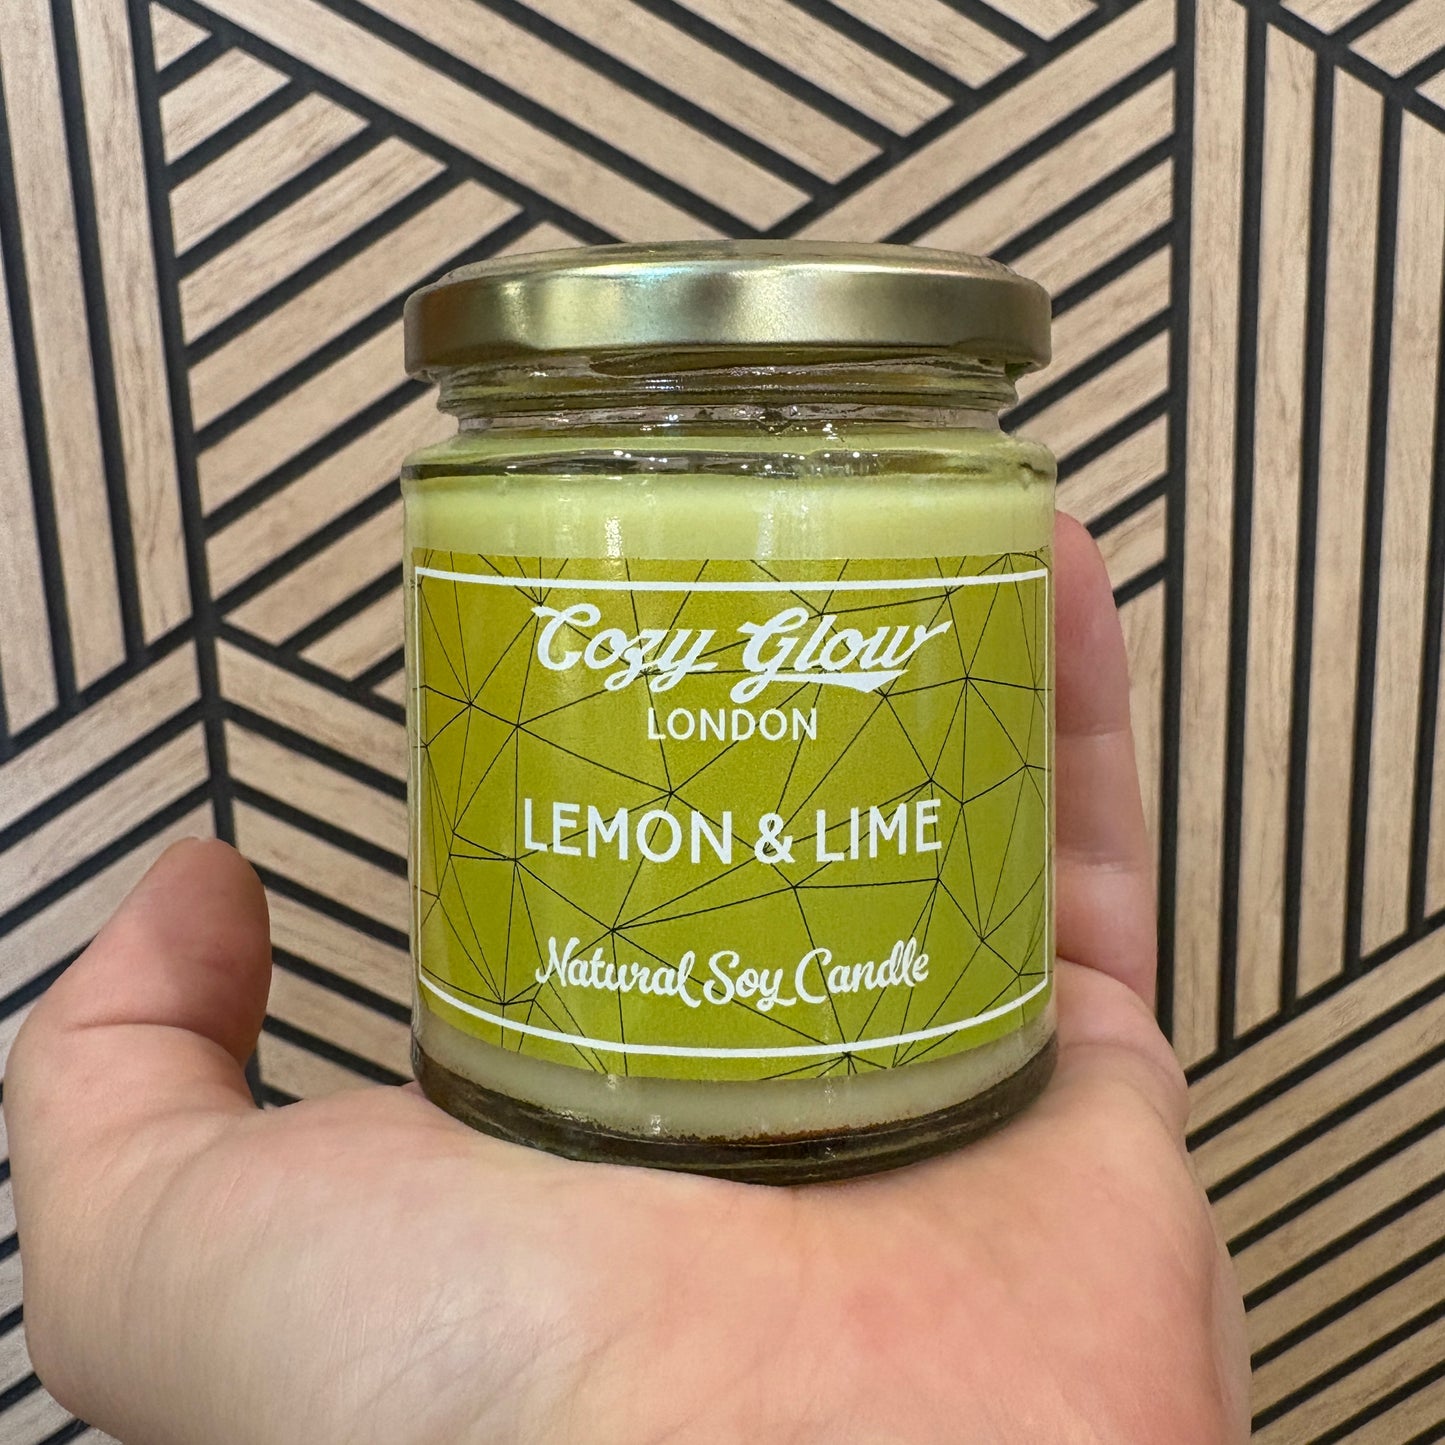 Cozy Glow
LONDON
LEMON & LIME
Natural Soy Candle